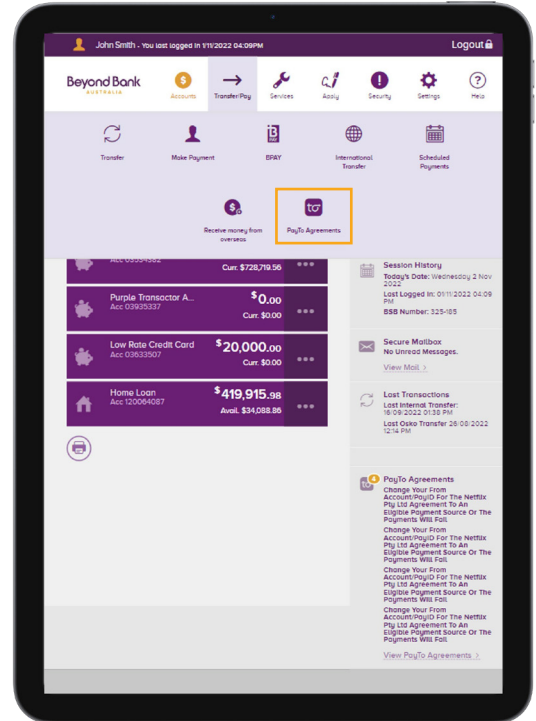 John Smith - You last logged in 1/11/2022 04:09PM
Logout
Beyond Bank
AUSTRALIA
Accounts
Transfer/Pay
Services
Apply
Security
Settings
Help
Transfer
Make Payment
BPAY
International
Transfer
Scheduled
Payments
Receive money from
overseas
PayTo Agreements
Acc 03534382
Curr. $728,719.56
Purple Transactor A...
Acc 03935337
$0.00
Curr. $0.00
Low Rate Credit Card
Acc 03633507
$20,000.00
Curr. $0.00
Home Loan
Acc 120064087
$419,915.98
Avail. $34,088.86
Session History
Today's Date: Wednesday 2 Nov
2022
Last Logged In: 01/11/2022 04:09
PM
BSB Number: 325-185
Secure Mailbox
No Unread Messages.
View Mail >
Last Transactions
Last Internal Transfer:
16/09/2022 01:38 PM
Last Osko Transfer 26/08/2022
12:14 PM
4
PayTo Agreements
Change Your From
Account/PayID For The Netflix
Pty Ltd Agreement To An
Eligible Payment Source Or The
Payments Will Fail.
Change Your From
Account/PayID For The Netflix
Pty Ltd Agreement To An
Eligible Payment Source Or The
Payments Will Fail.
Change Your From
Account/PayID For The Netflix
Pty Ltd Agreement To An
Eligible Payment Source Or The
Payments Will Fail.
Change Your From
Account/PayID For The Netflix
Pty Ltd Agreement To An
Eligible Payment Source Or The
Payments Will Fail.
View PayTo Agreements >